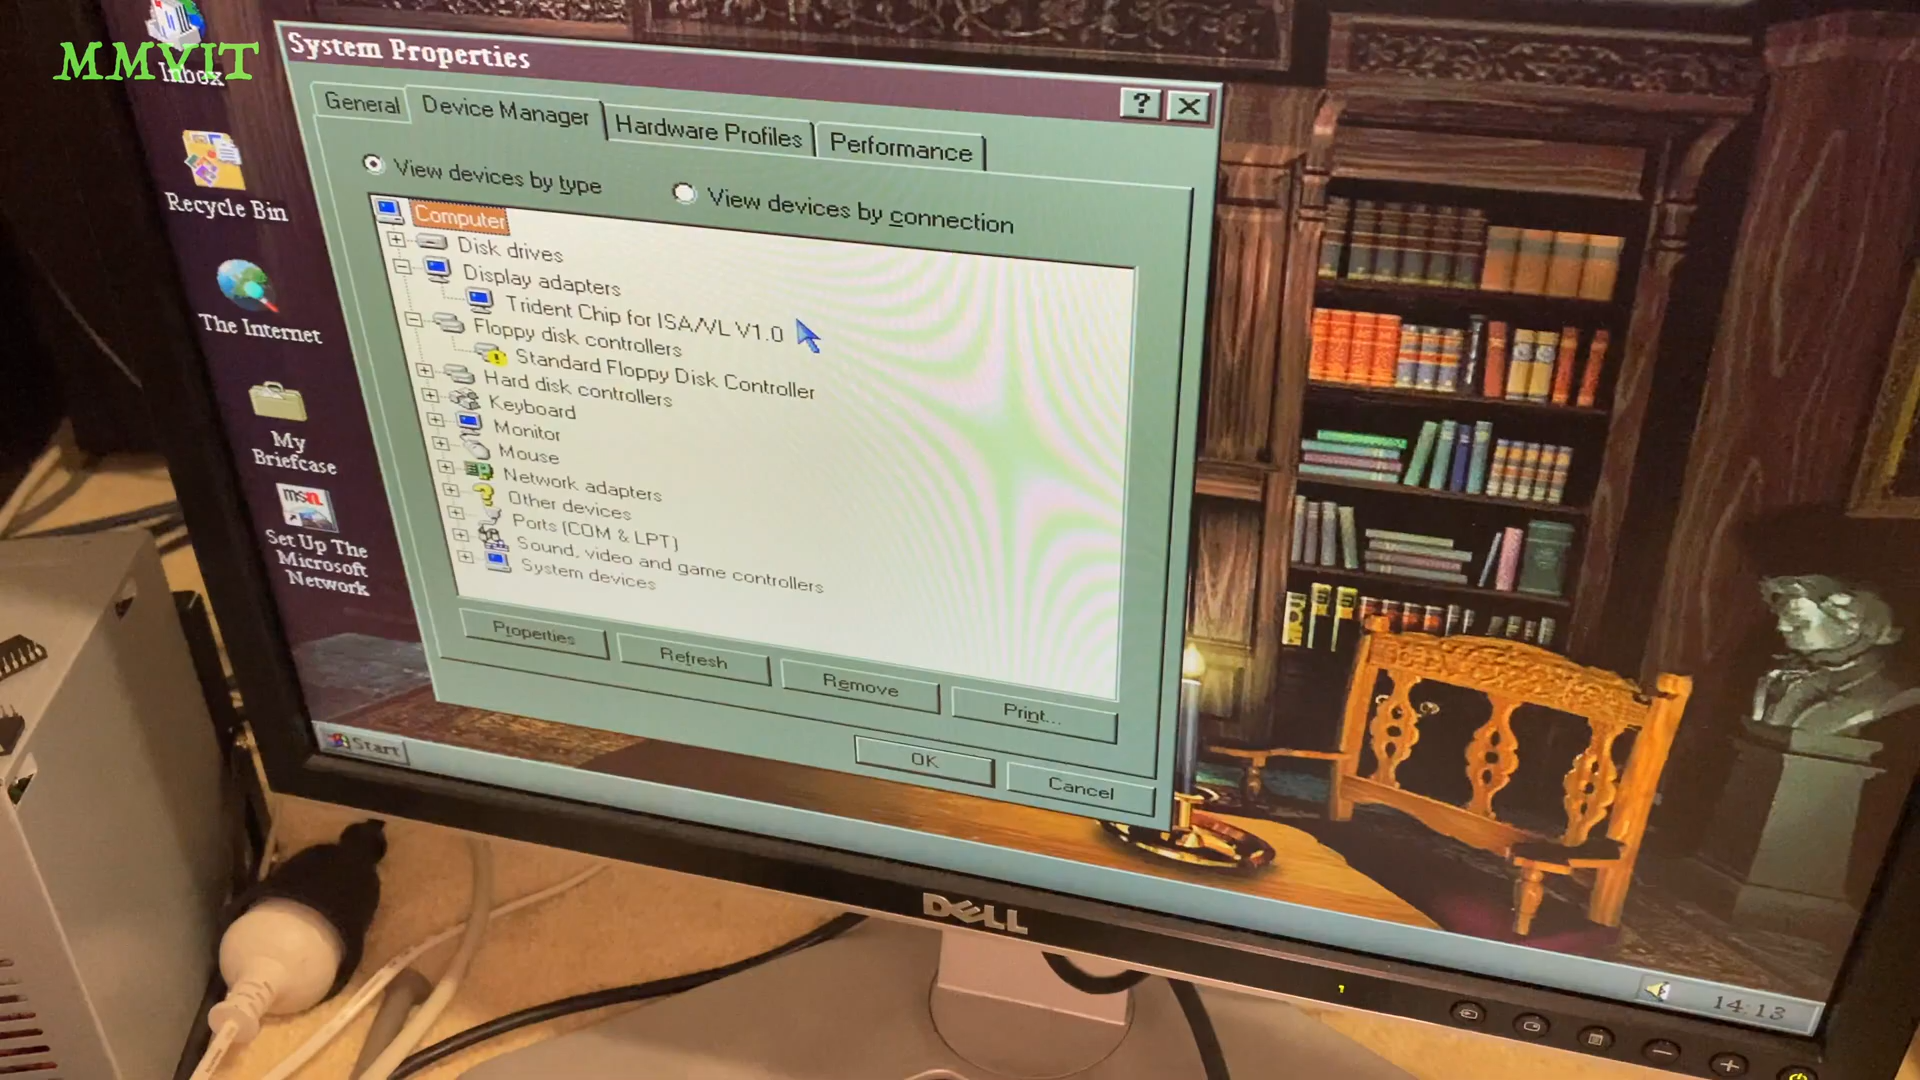 MMVIT
Inbox
Recycle Bin
The Internet
My
Briefcase
msn
Set Up The
Microsoft
Network
System Properties
?
General
Device Manager
Hardware Profiles
Performance
View devices by type
View devices by connection
Computer
Disk drives
Display adapters
Trident Chip for ISA/VL V1.0
Floppy disk controllers
Standard Floppy Disk Controller
Hard disk controllers
Keyboard
Monitor
Mouse
Network adapters
Other devices
Ports (COM & LPT)
Sound, video and game controllers
System devices
Properties
Refresh
Remove
Print...
OK
Cancel
Start
14:13
DELL